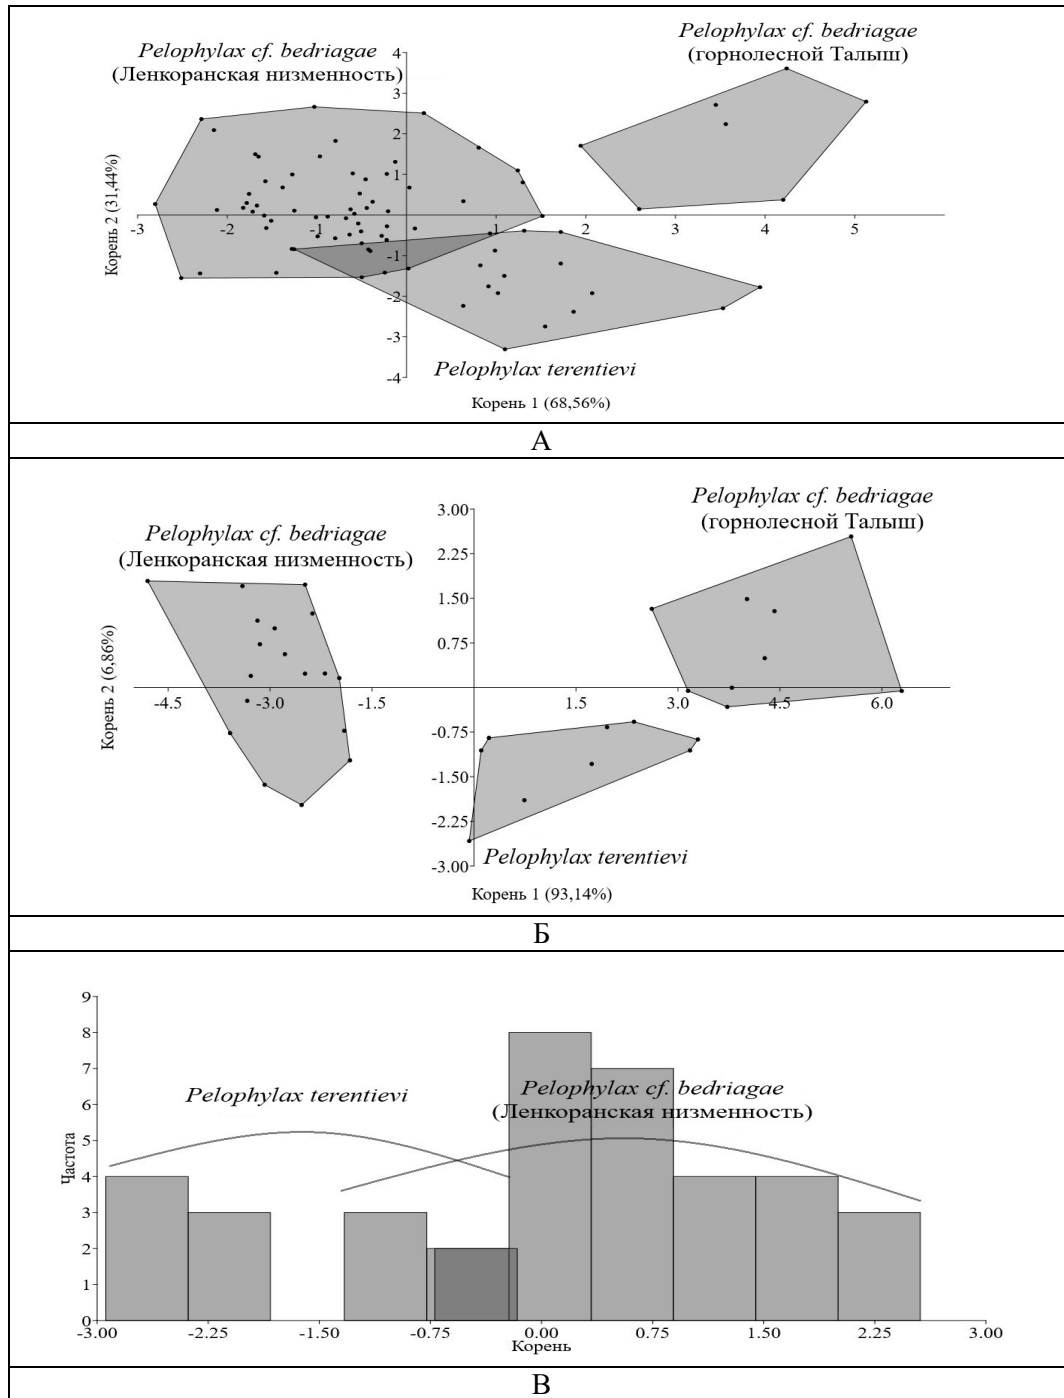 Pelophylax cf. bedriagae
(Ленкоранская низменность)
Pelophylax cf. bedriagae
(горнолесной Талыш)
4
3
2
1
-1
-2
-3
-4
-3
-2
-1
1
2
3
4
5
Корень 2 (31,44%)
Pelophylax terentievi
Корень 1 (68,56%)
А
Pelophylax cf. bedriagae
(Ленкоранская низменность)
Pelophylax cf. bedriagae
(горнолесной Талыш)
3.00
2.25
1.50
0.75
-0.75
-1.50
-2.25
-3.00
-4.5
-3.0
-1.5
1.5
3.0
4.5
6.0
Корень 2 (6,86%)
Pelophylax terentievi
Корень 1 (93,14%)
Б
9
8
7
6
5
4
3
2
1
0
Частота
Pelophylax terentievi
Pelophylax cf. bedriagae
(Ленкоранская низменность)
-3.00
-2.25
-1.50
-0.75
0.00
0.75
1.50
2.25
3.00
Корень
В